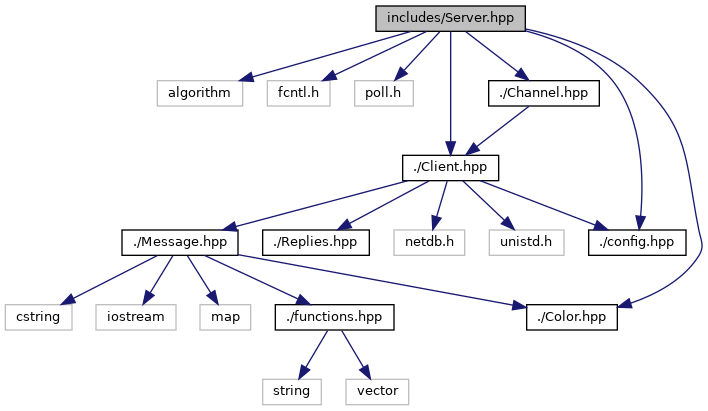 includes/Server.hpp
algorithm
fcntl.h
poll.h
./Channel.hpp
./Client.hpp
./Message.hpp
./Replies.hpp
netdb.h
unistd.h
./config.hpp
cstring
iostream
map
./functions.hpp
./Color.hpp
string
vector